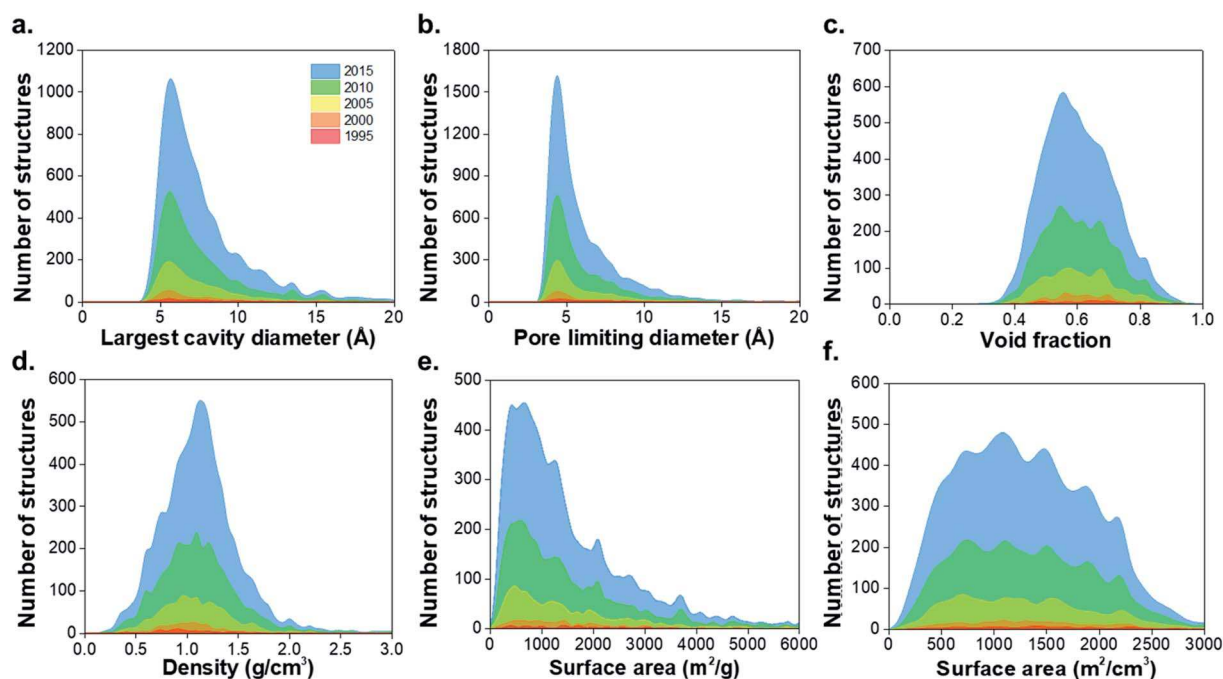 a.
1200
1000
800
600
400
200
0
Number of structures
0 5 10 15 20
Largest cavity diameter (Å)
2015
2010
2005
2000
1995
b.
1800
1500
1200
900
600
300
0
Number of structures
0 5 10 15 20
Pore limiting diameter (Å)
c.
700
600
500
400
300
200
100
0
Number of structures
0.0 0.2 0.4 0.6 0.8 1.0
Void fraction
d.
600
500
400
300
200
100
0
Number of structures
0.0 0.5 1.0 1.5 2.0 2.5 3.0
Density (g/cm³)
e.
500
400
300
200
100
0
Number of structures
0 1000 2000 3000 4000 5000 6000
Surface area (m²/g)
f.
600
500
400
300
200
100
0
Number of structures
0 500 1000 1500 2000 2500 3000
Surface area (m²/cm³)